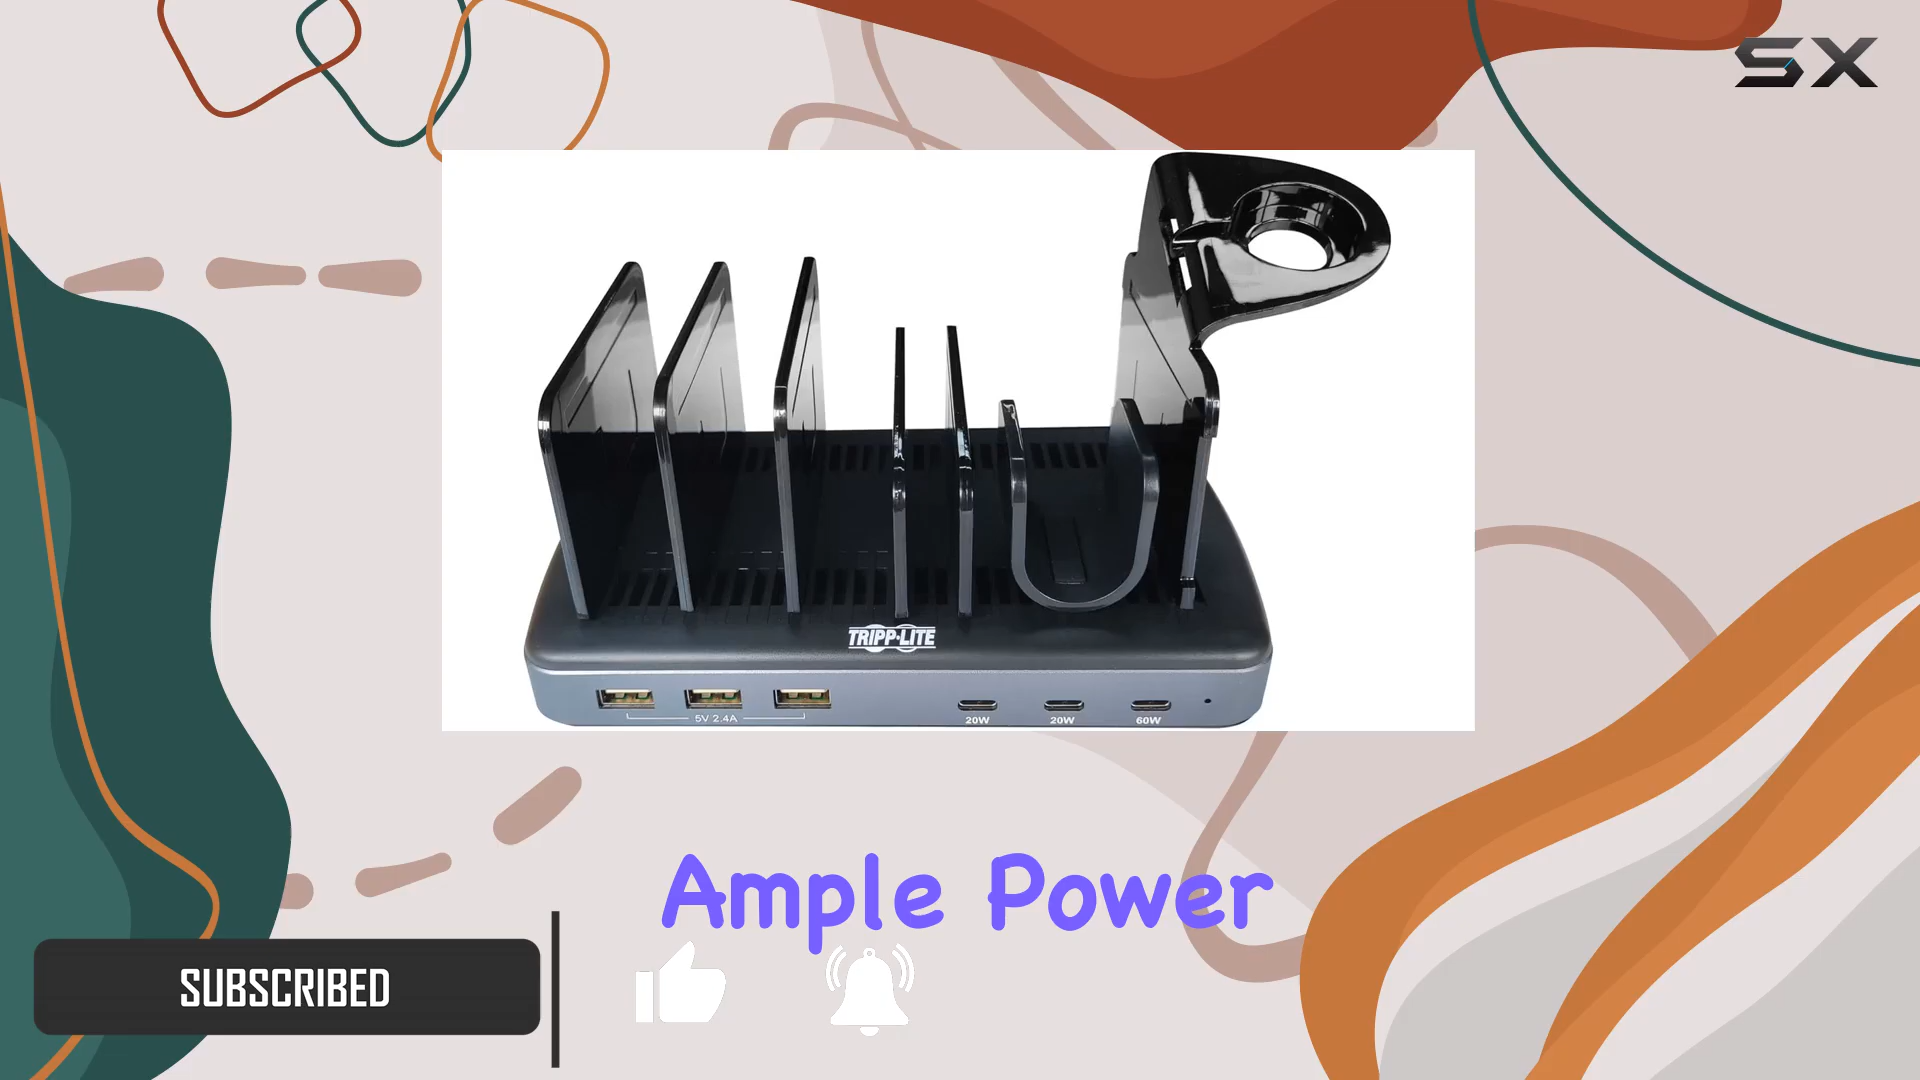 SX
TRIPP·LITE
5V 2.4A
20W
20W
60W
Ample Power
SUBSCRIBED